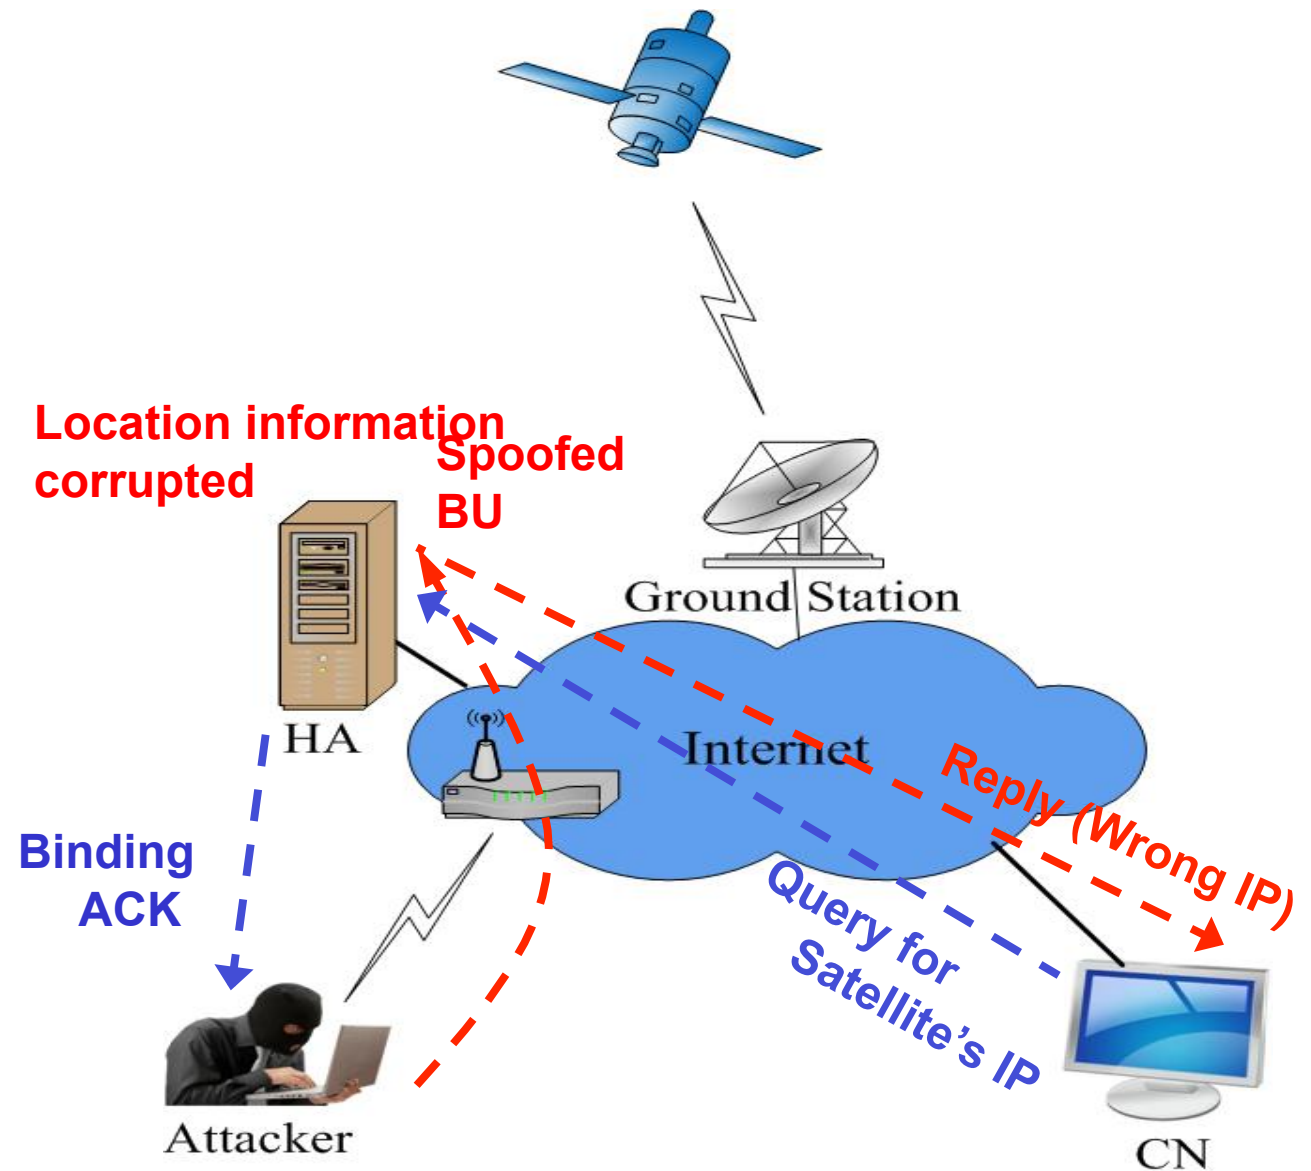 Location information
corrupted
Spoofed
BU
Ground Station
HA
Internet
Reply (Wrong IP)
Binding
ACK
Query for
Satellite’s IP
Attacker
CN